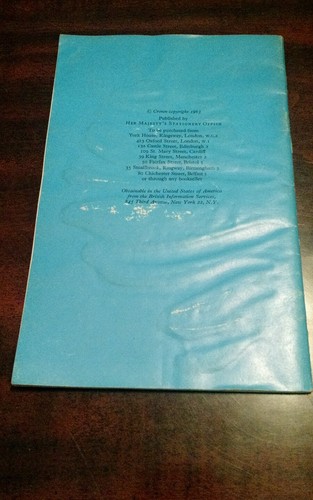 © Crown copyright 1963
Published by
HER MAJESTY'S STATIONERY OFFICE
To be purchased from
York House, Kingsway, London, W.C.2
423 Oxford Street, London, W.1
13a Castle Street, Edinburgh 2
109 St. Mary Street, Cardiff
39 King Street, Manchester 2
50 Fairfax Street, Bristol 1
35 Smallbrook, Ringway, Birmingham 5
80 Chichester Street, Belfast 1
or through any bookseller
Obtainable in the United States of America
from the British Information Services,
845 Third Avenue, New York 22, N.Y.